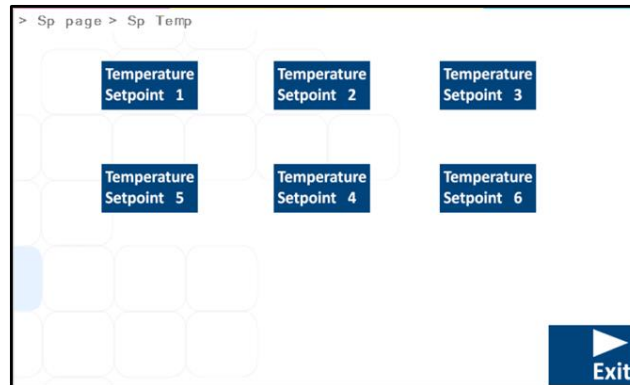 > Sp page > Sp Temp
Temperature
Setpoint 1
Temperature
Setpoint 2
Temperature
Setpoint 3
Temperature
Setpoint 5
Temperature
Setpoint 4
Temperature
Setpoint 6
Exit